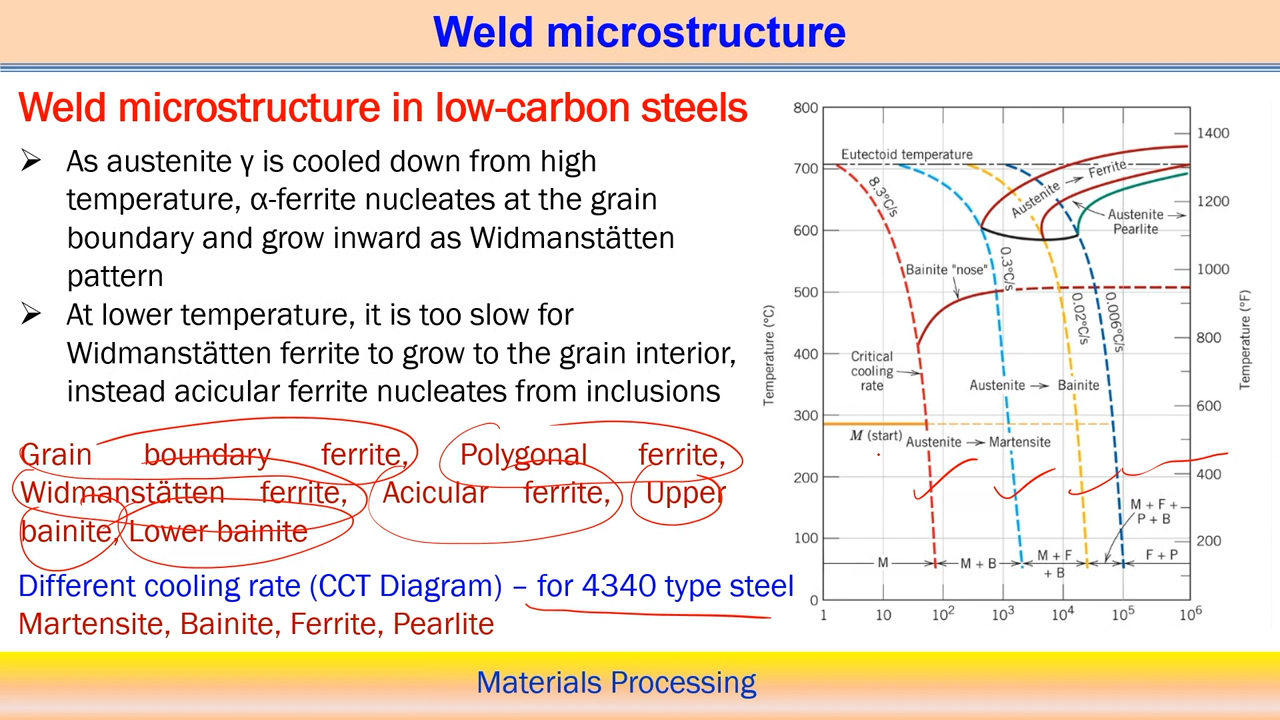 Weld microstructure
Weld microstructure in low-carbon steels
➢ As austenite γ is cooled down from high
temperature, α-ferrite nucleates at the grain
boundary and grow inward as Widmanstätten
pattern
➢ At lower temperature, it is too slow for
Widmanstätten ferrite to grow to the grain interior,
instead acicular ferrite nucleates from inclusions
Grain boundary ferrite, Polygonal ferrite,
Widmanstätten ferrite, Acicular ferrite, Upper
bainite, Lower bainite
Different cooling rate (CCT Diagram) – for 4340 type steel
Martensite, Bainite, Ferrite, Pearlite
800
700
600
500
400
300
200
100
0
Temperature (°C)
1 10 10² 10³ 10⁴ 10⁵ 10⁶
1400
1200
1000
800
600
400
200
Temperature (°F)
Eutectoid temperature
8.3°C/s
Austenite → Ferrite
Austenite →
Pearlite
Bainite "nose"
0.3°C/s
0.02°C/s
0.006°C/s
Critical
cooling
rate
Austenite → Bainite
M (start)
Austenite → Martensite
M + F +
P + B
M
M + B
M + F
+ B
F + P
Materials Processing